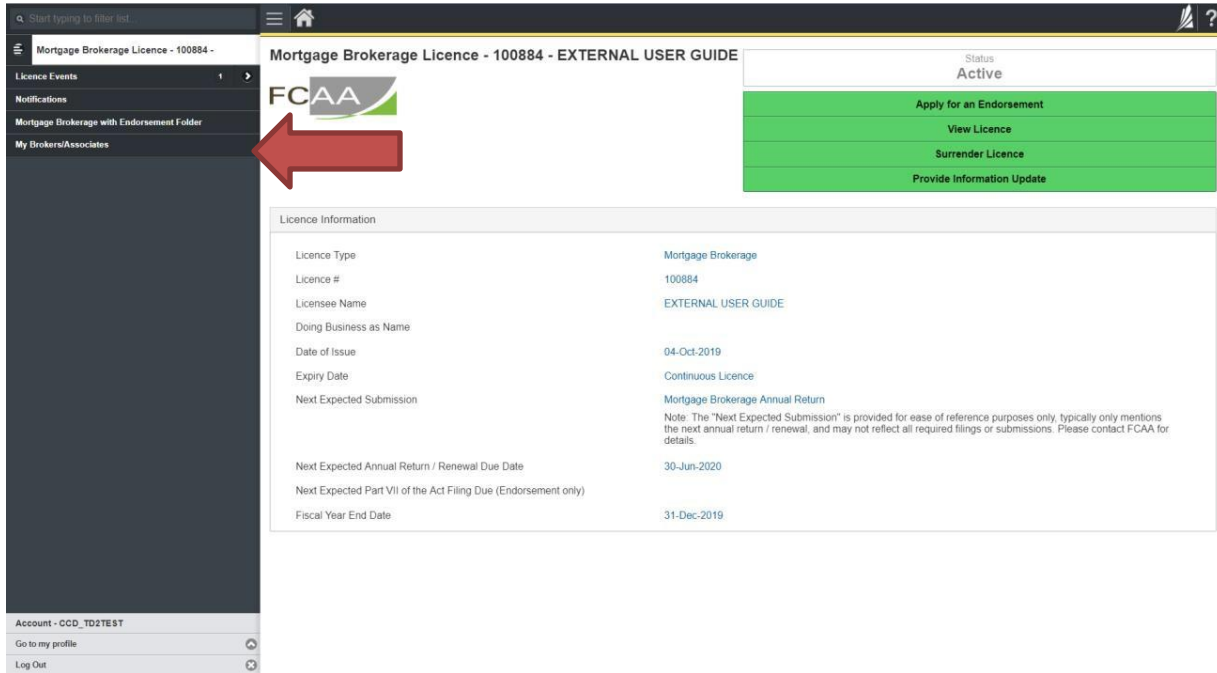 Start typing to filter list...
Mortgage Brokerage Licence - 100884 -
Licence Events 1
Notifications
Mortgage Brokerage with Endorsement Folder
My Brokers/Associates
Account - CCD_TD2TEST
Go to my profile
Log Out
?
Mortgage Brokerage Licence - 100884 - EXTERNAL USER GUIDE
FCAA
Status
Active
Apply for an Endorsement
View Licence
Surrender Licence
Provide Information Update
Licence Information
Licence Type Mortgage Brokerage
Licence # 100884
Licensee Name EXTERNAL USER GUIDE
Doing Business as Name
Date of Issue 04-Oct-2019
Expiry Date Continuous Licence
Next Expected Submission Mortgage Brokerage Annual Return
Note: The "Next Expected Submission" is provided for ease of reference purposes only, typically only mentions
the next annual return / renewal, and may not reflect all required filings or submissions. Please contact FCAA for
details.
Next Expected Annual Return / Renewal Due Date 30-Jun-2020
Next Expected Part VII of the Act Filing Due (Endorsement only)
Fiscal Year End Date 31-Dec-2019